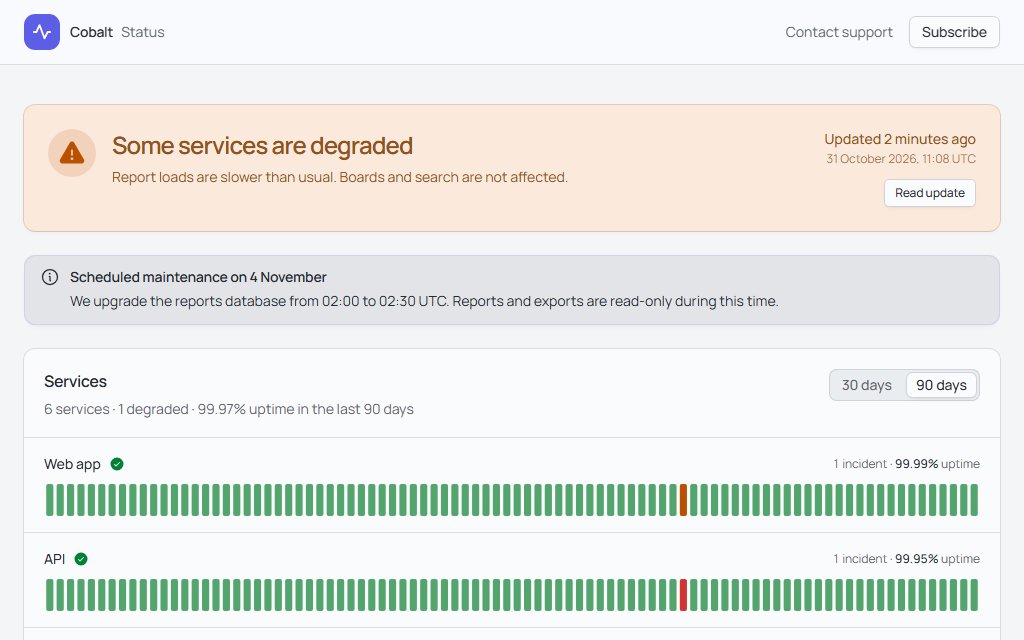 Cobalt Status
Contact support
Subscribe
Some services are degraded
Report loads are slower than usual. Boards and search are not affected.
Updated 2 minutes ago
31 October 2026, 11:08 UTC
Read update
Scheduled maintenance on 4 November
We upgrade the reports database from 02:00 to 02:30 UTC. Reports and exports are read-only during this time.
Services
6 services · 1 degraded · 99.97% uptime in the last 90 days
30 days
90 days
Web app
1 incident · 99.99% uptime
API
1 incident · 99.95% uptime